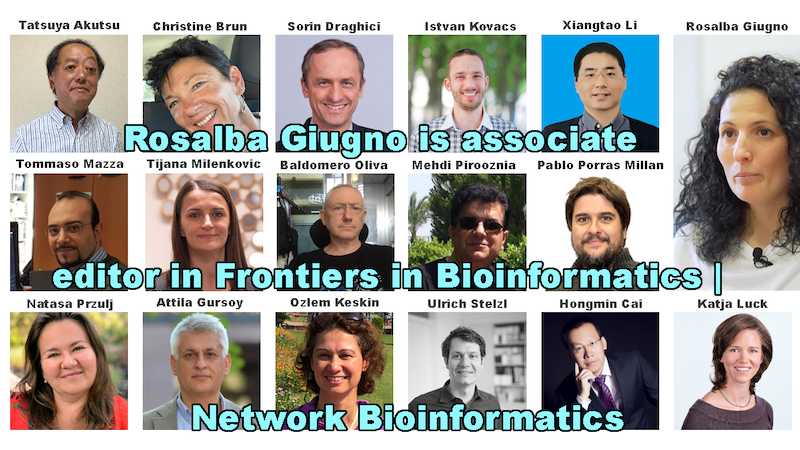 Tatsuya Akutsu Christine Brun Sorin Draghici Istvan Kovacs Xiangtao Li Rosalba Giugno
Rosalba Giugno is associate
Tommaso Mazza Tijana Milenkovic Baldomero Oliva Mehdi Pirooznia Pablo Porras Millan
editor in Frontiers in Bioinformatics |
Natasa Przulj Attila Gursoy Ozlem Keskin Ulrich Stelzl Hongmin Cai Katja Luck
Network Bioinformatics